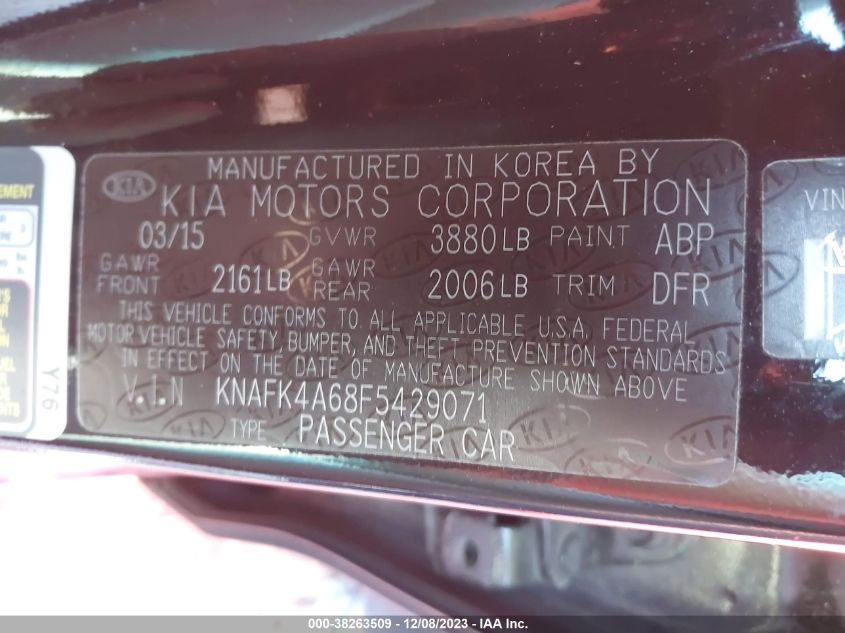 MANUFACTURED IN KOREA BY
KIA KIA MOTORS CORPORATION
03/15 GVWR 3880LB PAINT ABP
GAWR FRONT 2161LB GAWR REAR 2006LB TRIM DFR
THIS VEHICLE CONFORMS TO ALL APPLICABLE U.S.A. FEDERAL
MOTOR VEHICLE SAFETY, BUMPER, AND THEFT PREVENTION STANDARDS
IN EFFECT ON THE DATE OF MANUFACTURE SHOWN ABOVE
V.I.N KNAFK4A68F5429071
TYPE PASSENGER CAR
Y76
VIN
000-38263509 - 12/08/2023 - IAA Inc.